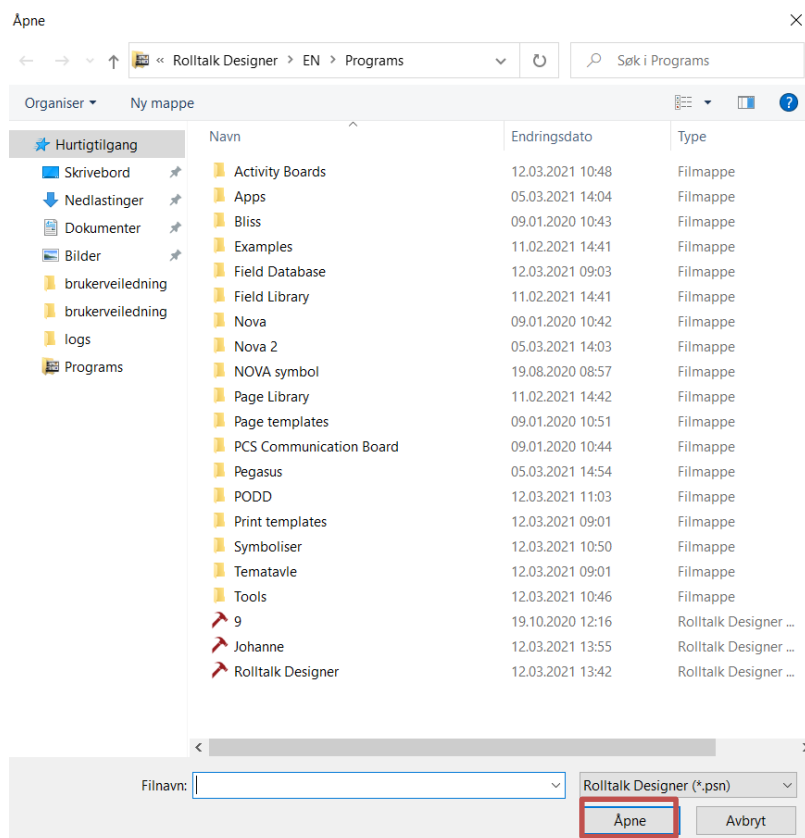 Åpne
« Rolltalk Designer > EN > Programs
Søk i Programs
Organiser
Ny mappe
Navn Endringsdato Type
Hurtigtilgang
Skrivebord
Nedlastinger
Dokumenter
Bilder
brukerveiledning
brukerveiledning
logs
Programs
Activity Boards 12.03.2021 10:48 Filmappe
Apps 05.03.2021 14:04 Filmappe
Bliss 09.01.2020 10:43 Filmappe
Examples 11.02.2021 14:41 Filmappe
Field Database 12.03.2021 09:03 Filmappe
Field Library 11.02.2021 14:41 Filmappe
Nova 09.01.2020 10:42 Filmappe
Nova 2 05.03.2021 14:03 Filmappe
NOVA symbol 19.08.2020 08:57 Filmappe
Page Library 11.02.2021 14:42 Filmappe
Page templates 09.01.2020 10:51 Filmappe
PCS Communication Board 09.01.2020 10:44 Filmappe
Pegasus 05.03.2021 14:54 Filmappe
PODD 12.03.2021 11:03 Filmappe
Print templates 12.03.2021 09:01 Filmappe
Symboliser 12.03.2021 10:50 Filmappe
Tematavle 12.03.2021 09:01 Filmappe
Tools 12.03.2021 10:46 Filmappe
9 19.10.2020 12:16 Rolltalk Designer ...
Johanne 12.03.2021 13:55 Rolltalk Designer ...
Rolltalk Designer 12.03.2021 13:42 Rolltalk Designer ...
Filnavn:
Rolltalk Designer (*.psn)
Åpne
Avbryt